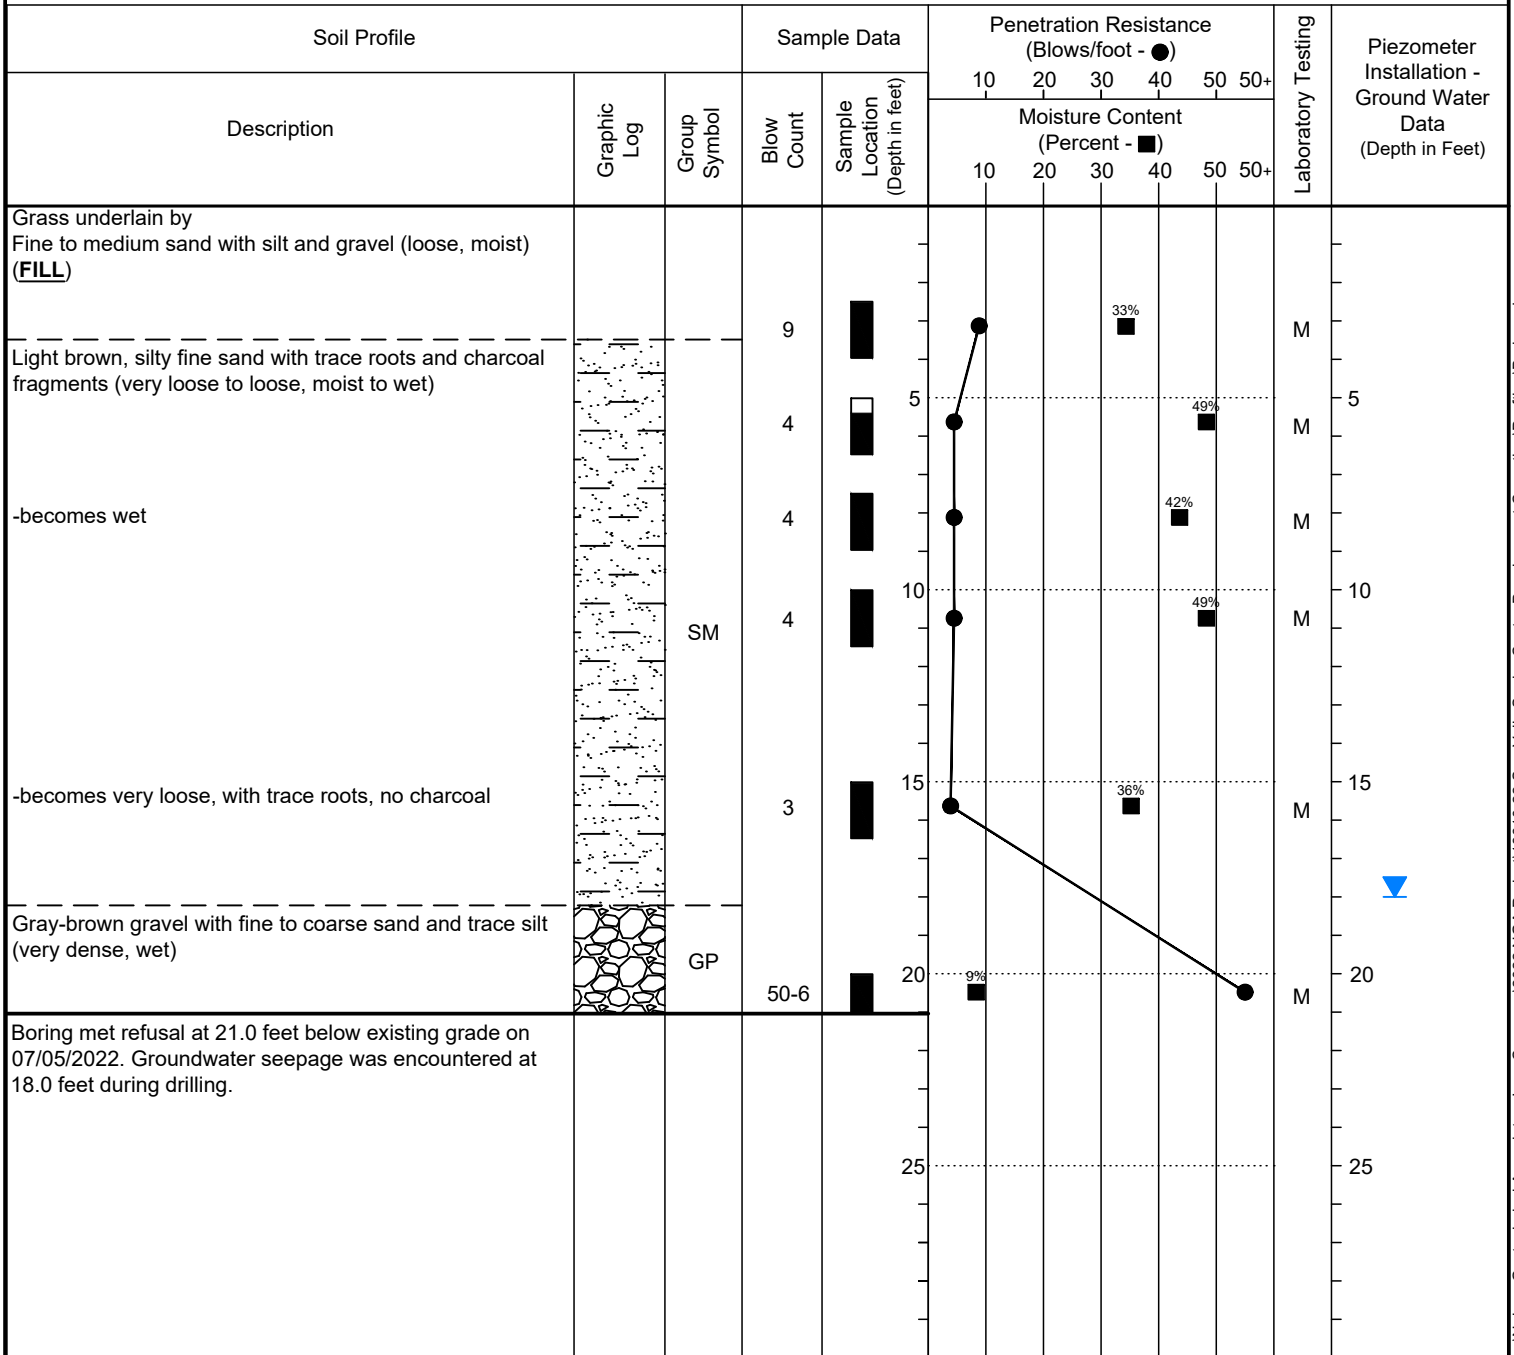 Soil Profile
Sample Data
Penetration Resistance
(Blows/foot - ●)
10 20 30 40 50 50+
Moisture Content
(Percent - ■)
10 20 30 40 50 50+
Laboratory Testing
Piezometer
Installation -
Ground Water
Data
(Depth in Feet)
Description
Graphic
Log
Group
Symbol
Blow
Count
Sample
Location
(Depth in feet)
Grass underlain by
Fine to medium sand with silt and gravel (loose, moist)
(FILL)
9
33%
M
Light brown, silty fine sand with trace roots and charcoal
fragments (very loose to loose, moist to wet)
5
5
4
49%
M
-becomes wet
4
42%
M
10
10
4
49%
M
SM
15
15
-becomes very loose, with trace roots, no charcoal
3
36%
M
Gray-brown gravel with fine to coarse sand and trace silt
(very dense, wet)
GP
20
20
50-6
9%
M
Boring met refusal at 21.0 feet below existing grade on
07/05/2022. Groundwater seepage was encountered at
18.0 feet during drilling.
25
25